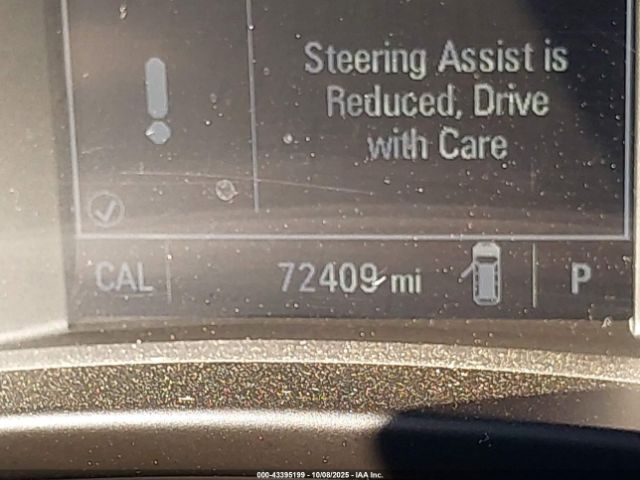 Steering Assist is
Reduced, Drive
with Care
CAL 72409 mi P
000-43395199 - 10/08/2025 - IAA Inc.